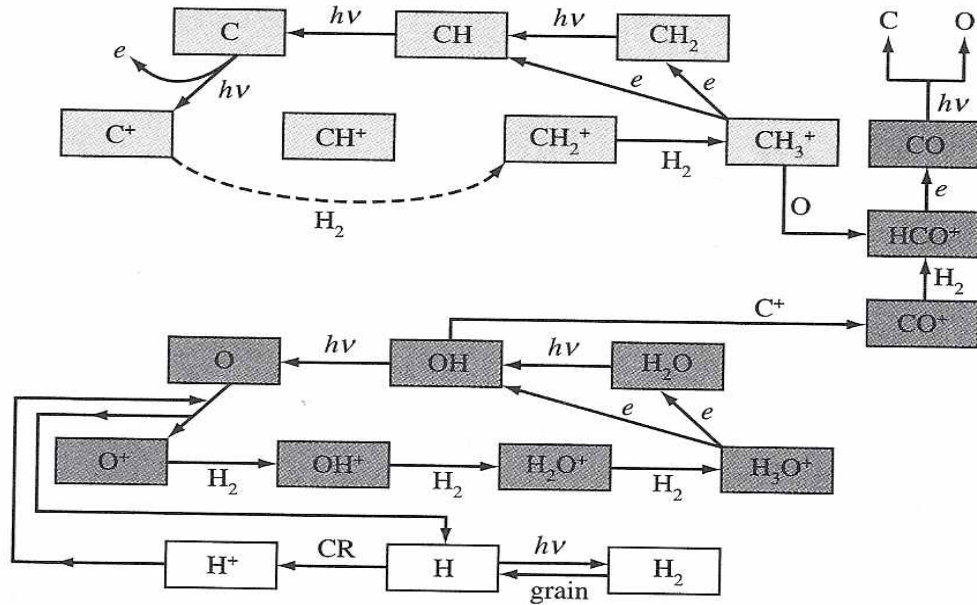 C hν CH hν CH₂ C O
e hν e e hν
C⁺ CH⁺ CH₂⁺ H₂ CH₃⁺ CO
H₂ O e
HCO⁺
H₂
C⁺ CO⁺
O hν OH hν H₂O
e e
O⁺ H₂ OH⁺ H₂ H₂O⁺ H₂ H₃O⁺
H⁺ CR H hν H₂
grain